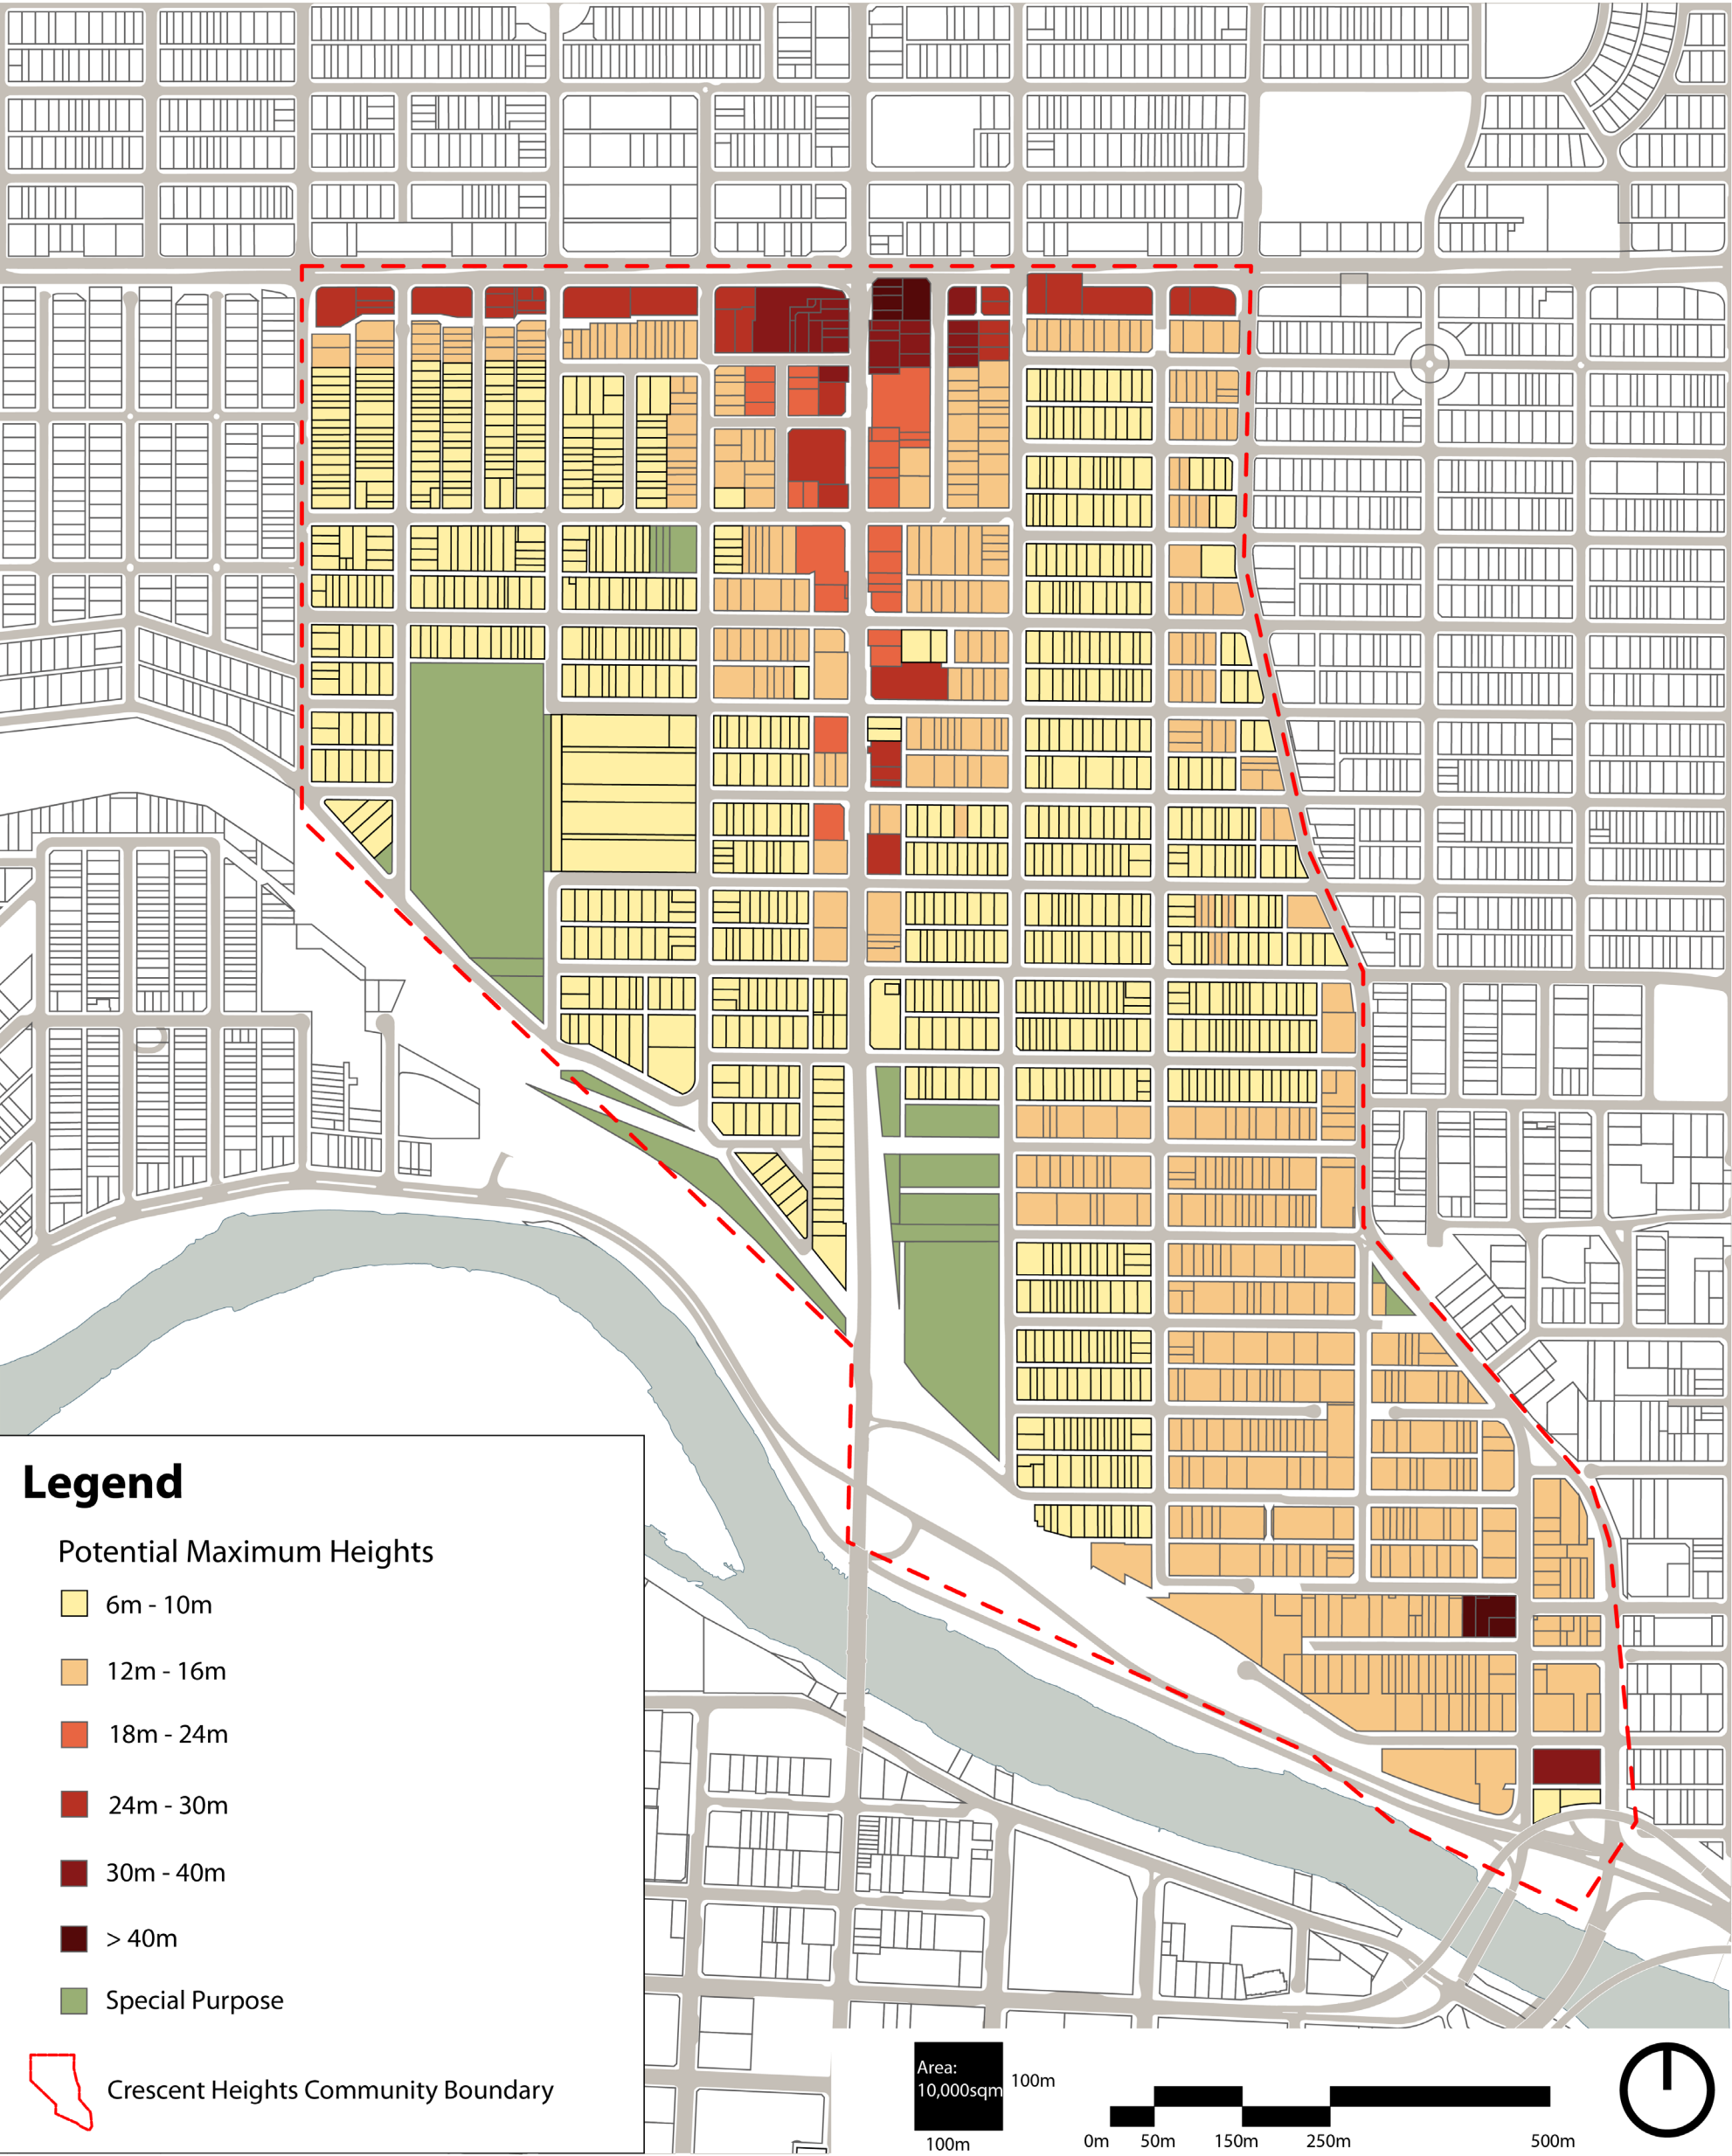 Legend
Potential Maximum Heights
6m - 10m
12m - 16m
18m - 24m
24m - 30m
30m - 40m
> 40m
Special Purpose
Crescent Heights Community Boundary
Area:
10,000sqm
100m
100m
0m 50m 150m 250m 500m